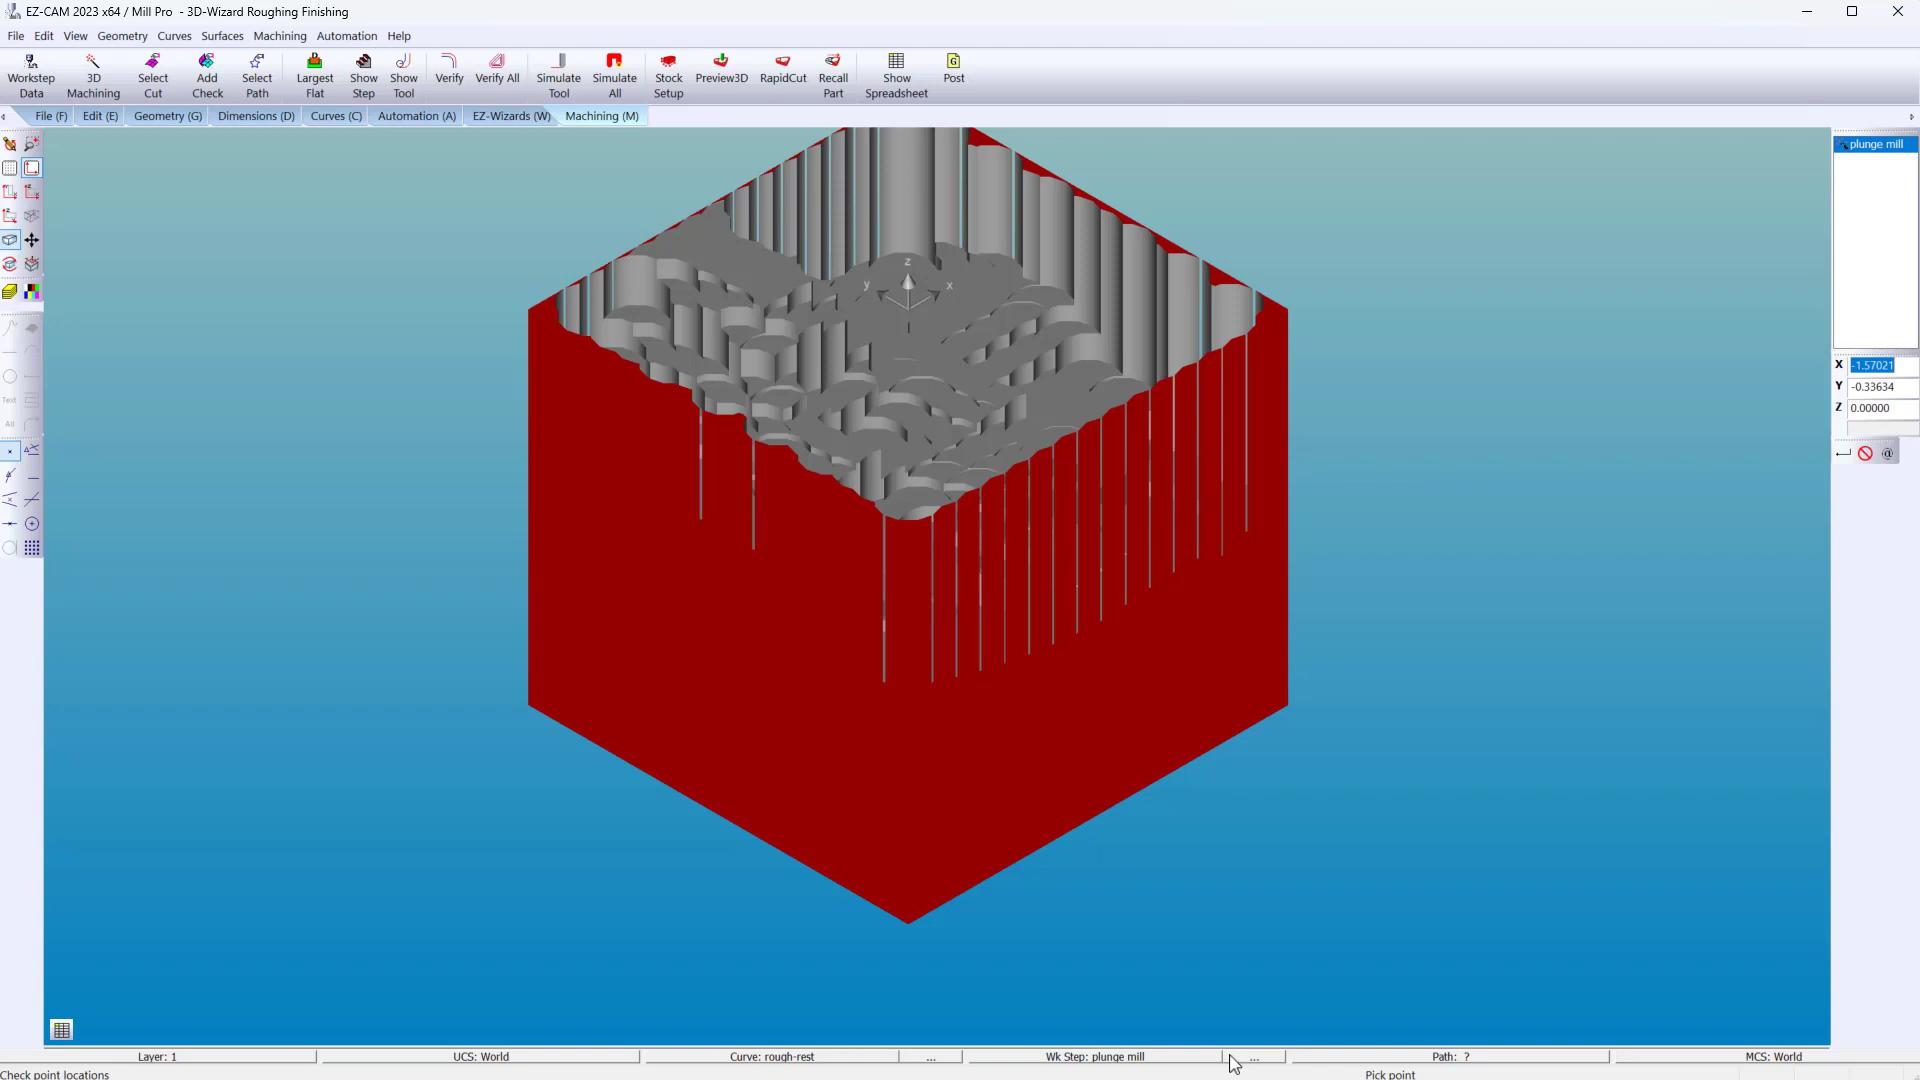 EZ-CAM 2023 x64 / Mill Pro - 3D-Wizard Roughing Finishing
File Edit View Geometry Curves Surfaces Machining Automation Help
Workstep Data
3D Machining
Select Cut
Add Check
Select Path
Largest Flat
Show Step
Show Tool
Verify
Verify All
Simulate Tool
Simulate All
Stock Setup
Preview3D
RapidCut
Recall Part
Show Spreadsheet
Post
File (F) Edit (E) Geometry (G) Dimensions (D) Curves (C) Automation (A) EZ-Wizards (W) Machining (M)
plunge mill
z
y
x
X -1.57021
Y -0.33634
Z 0.00000
@
Text
All
Layer: 1 UCS: World Curve: rough-rest ... Wk Step: plunge mill ... Path: ? MCS: World
Check point locations Pick point